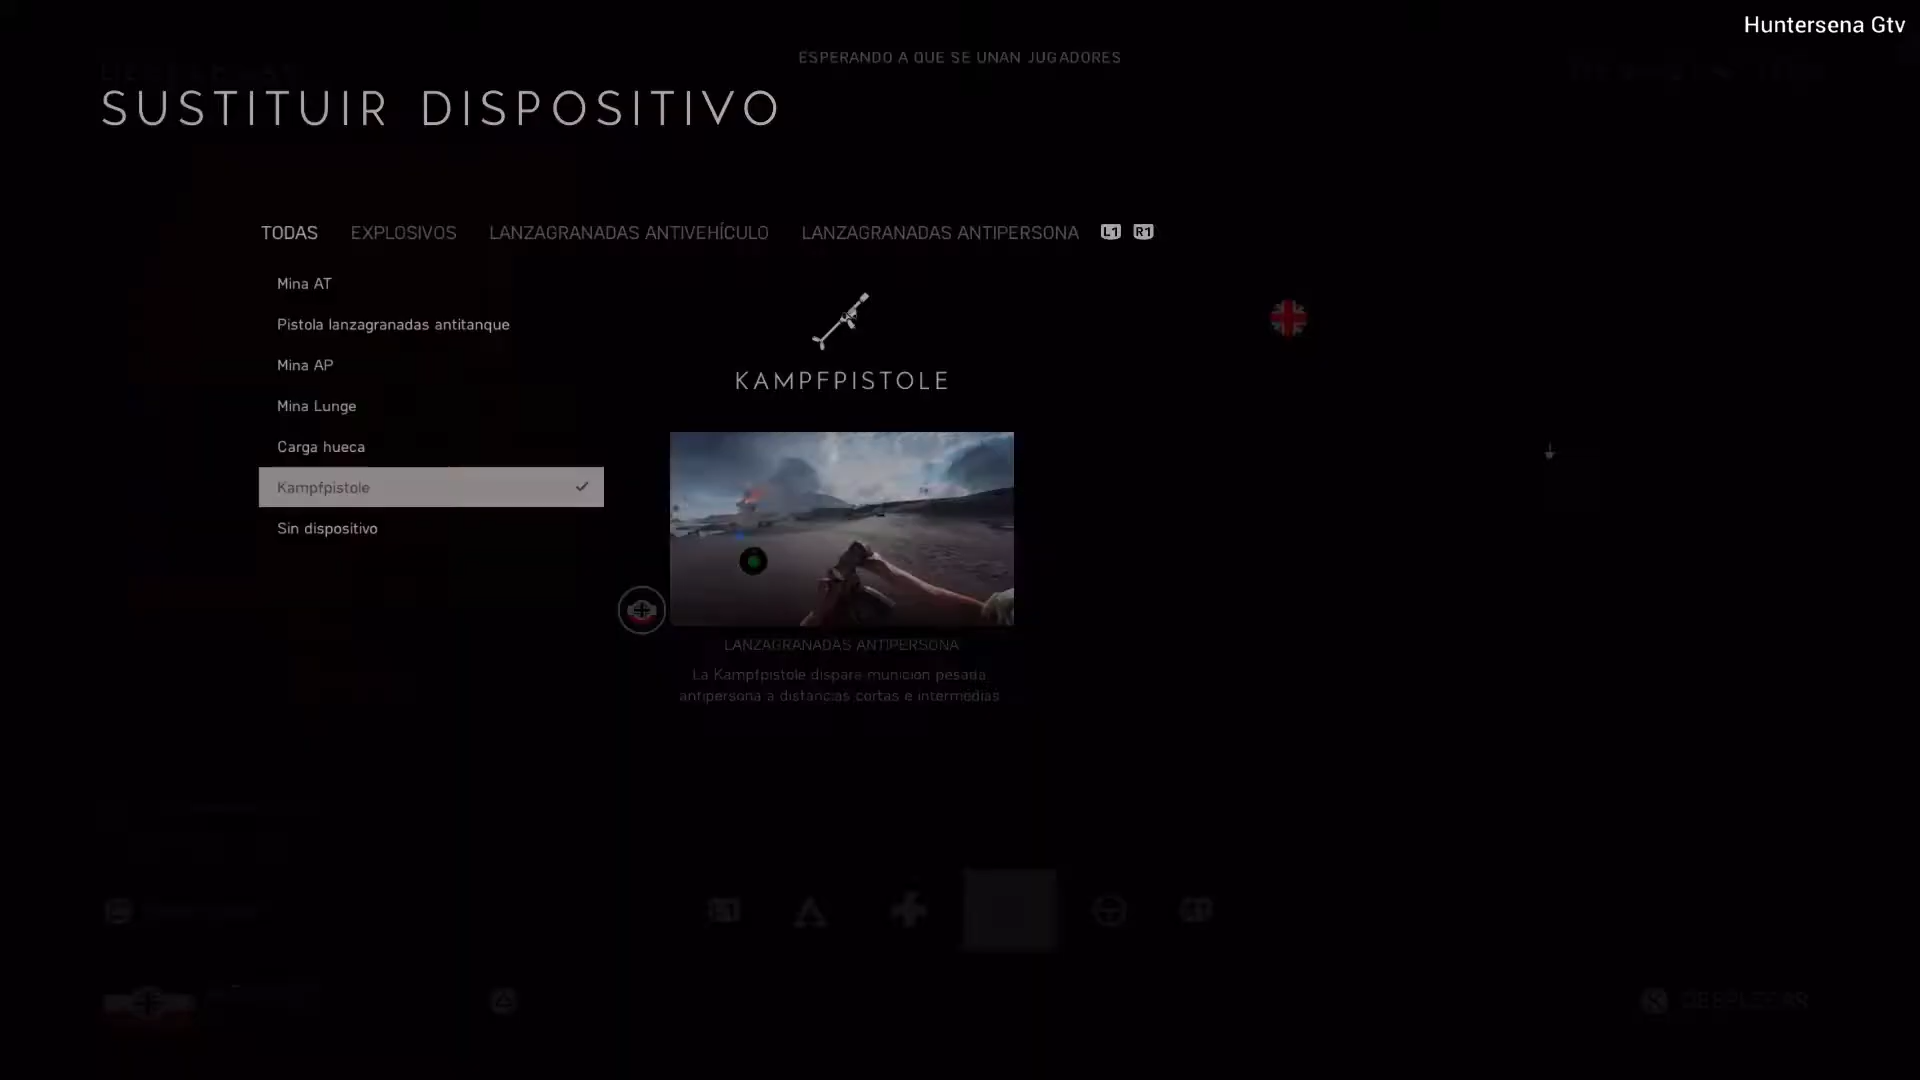 Huntersena Gtv
ESPERANDO A QUE SE UNAN JUGADORES
SUSTITUIR DISPOSITIVO
TODAS EXPLOSIVOS LANZAGRANADAS ANTIVEHÍCULO LANZAGRANADAS ANTIPERSONA L1 R1
Mina AT
Pistola lanzagranadas antitanque
Mina AP
Mina Lunge
Carga hueca
Kampfpistole
Sin dispositivo
KAMPFPISTOLE
LANZAGRANADAS ANTIPERSONA
La Kampfpistole dispara munición pesada
antipersona a distancias cortas e intermedias
DESPLEGAR